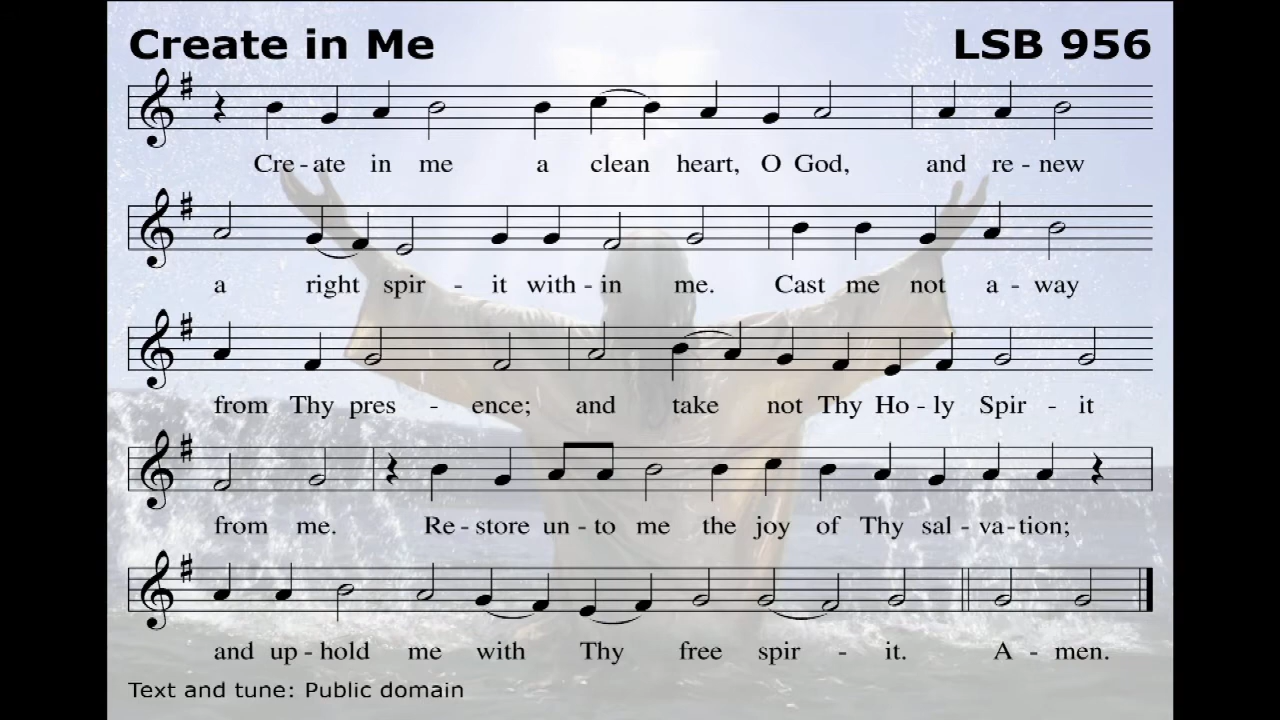 Create in Me LSB 956
Cre - ate in me a clean heart, O God, and re - new
a right spir - it with - in me. Cast me not a - way
from Thy pres - ence; and take not Thy Ho - ly Spir - it
from me. Re - store un - to me the joy of Thy sal - va - tion;
and up - hold me with Thy free spir - it. A - men.
Text and tune: Public domain